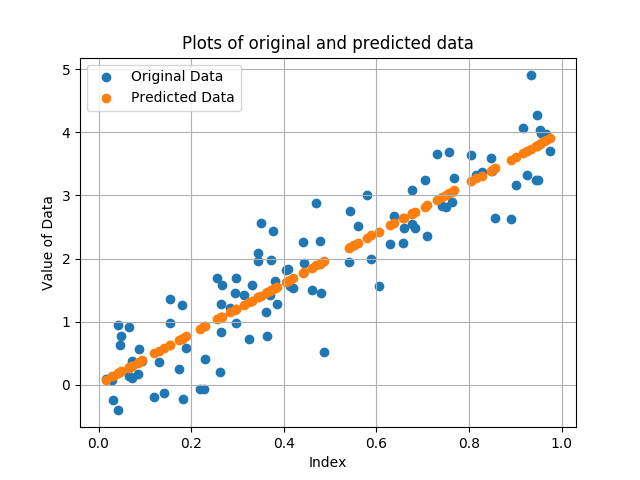 Plots of original and predicted data
Original Data
Predicted Data
5
4
3
2
1
0
Value of Data
0.0 0.2 0.4 0.6 0.8 1.0
Index